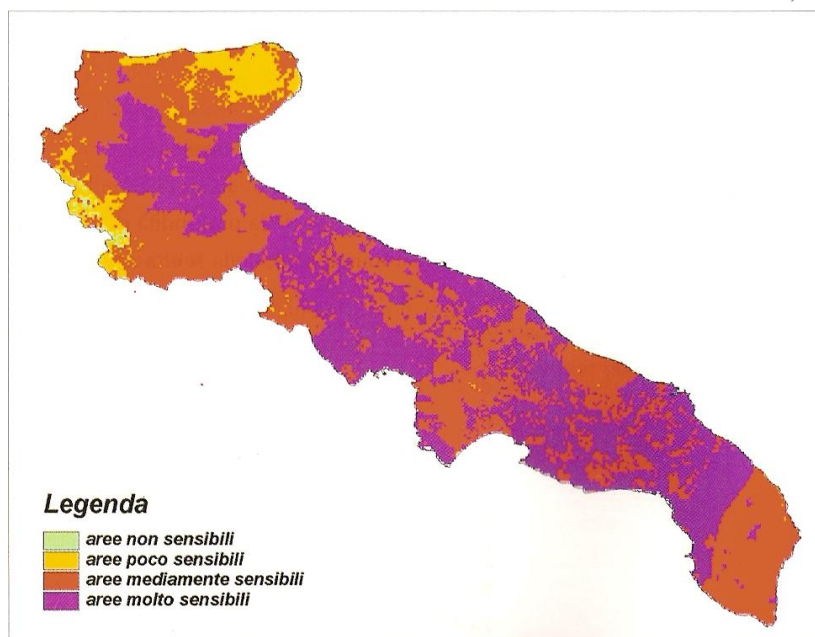 Legenda
aree non sensibili
aree poco sensibili
aree mediamente sensibili
aree molto sensibili